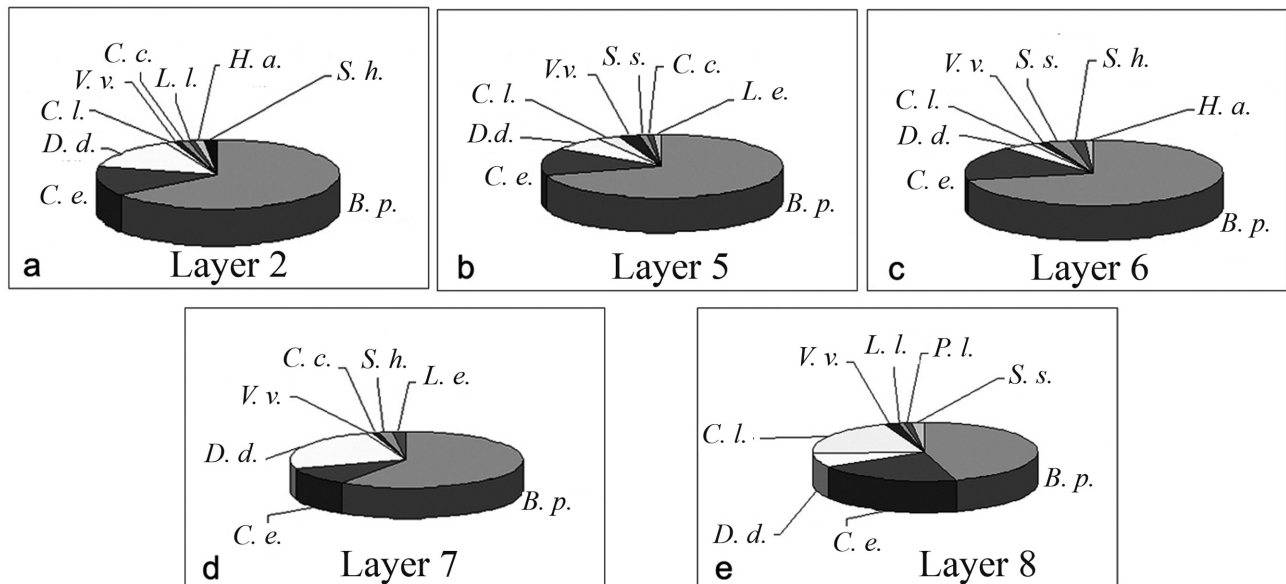 C. c.
H. a.
V. v.
L. l.
S. h.
C. l.
D. d.
C. e.
B. p.
a
Layer 2
S. s.
V.v.
C. c.
C. l.
L. e.
D.d.
C. e.
B. p.
b
Layer 5
V. v.
S. s.
S. h.
C. l.
H. a.
D. d.
C. e.
B. p.
c
Layer 6
C. c.
S. h.
L. e.
V. v.
D. d.
B. p.
C. e.
d
Layer 7
V. v.
L. l.
P. l.
S. s.
C. l.
B. p.
D. d.
C. e.
e
Layer 8